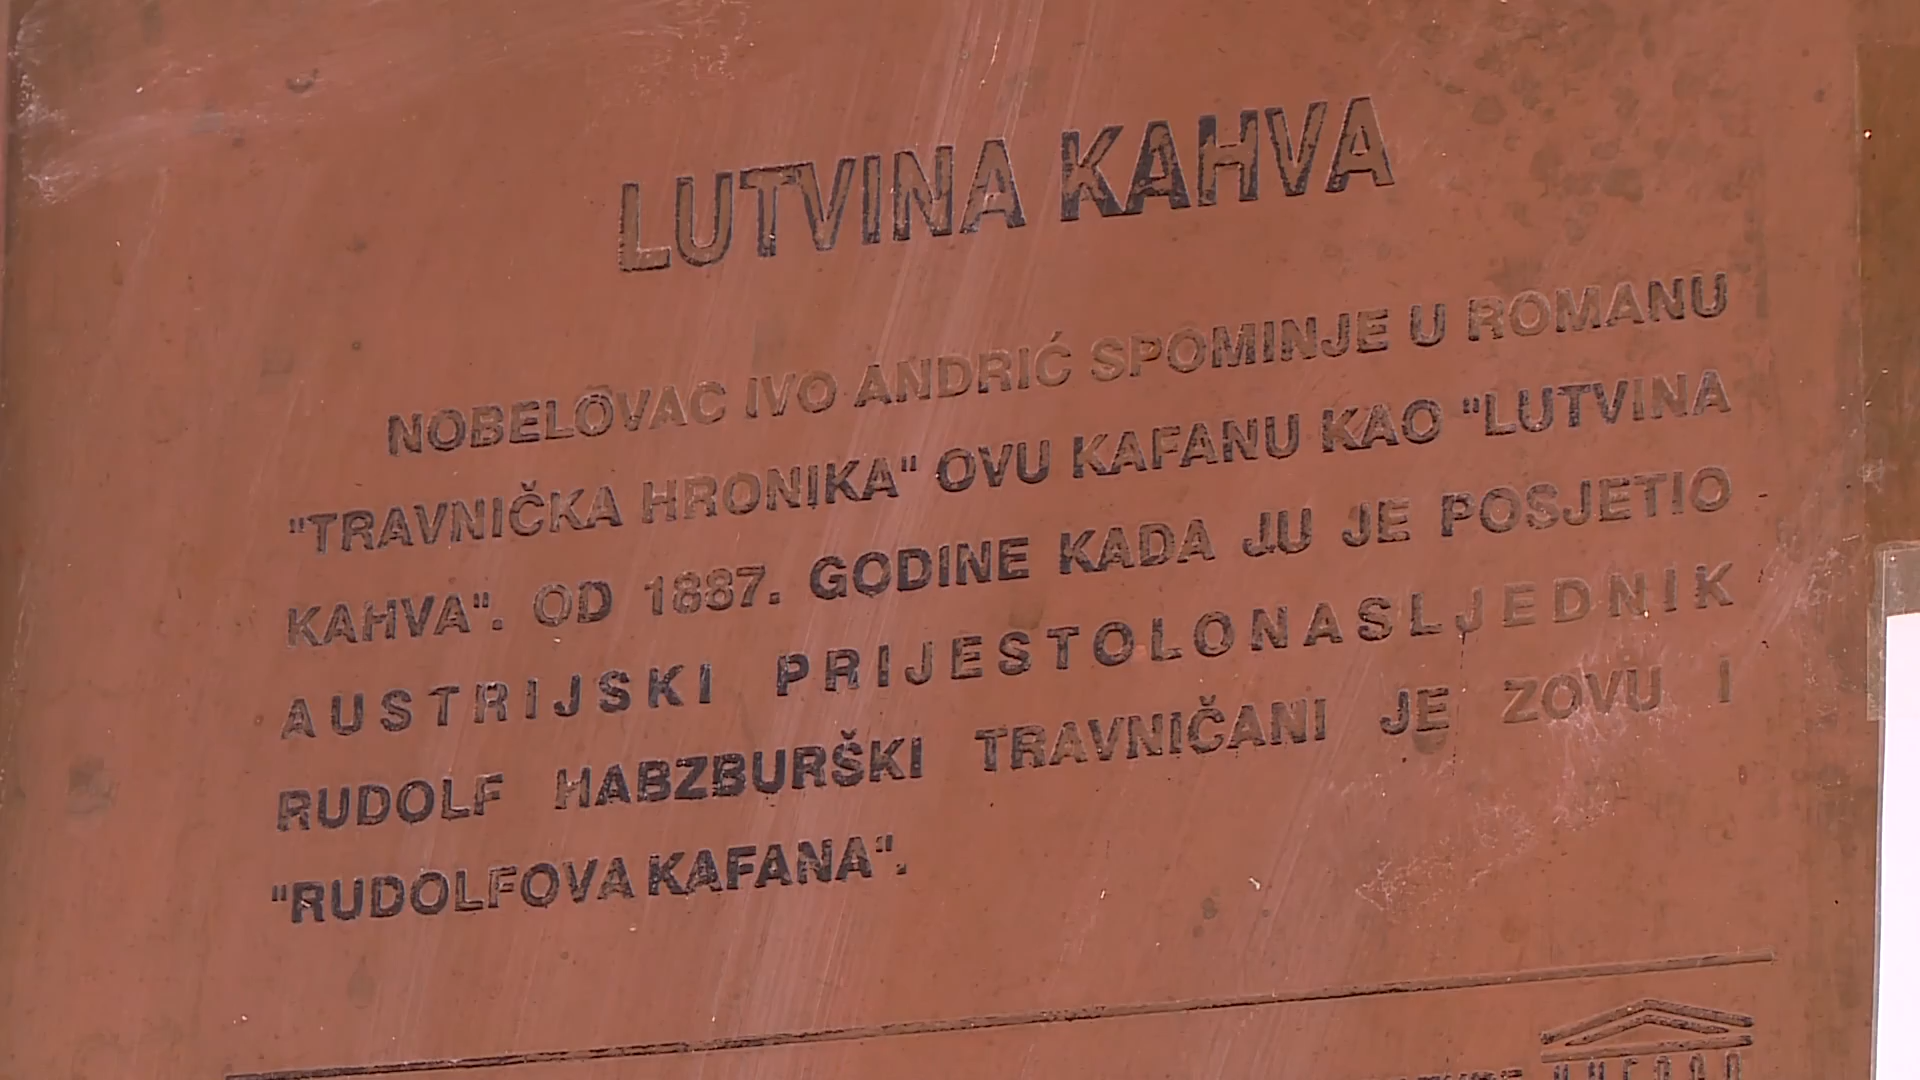 LUTVINA KAHVA
NOBELOVAC IVO ANDRIĆ SPOMINJE U ROMANU
"TRAVNIČKA HRONIKA" OVU KAFANU KAO "LUTVINA
KAHVA". OD 1887. GODINE KADA JU JE POSJETIO
AUSTRIJSKI PRIJESTOLONASLJEDNIK
RUDOLF HABZBURŠKI TRAVNIČANI JE ZOVU I
"RUDOLFOVA KAFANA".